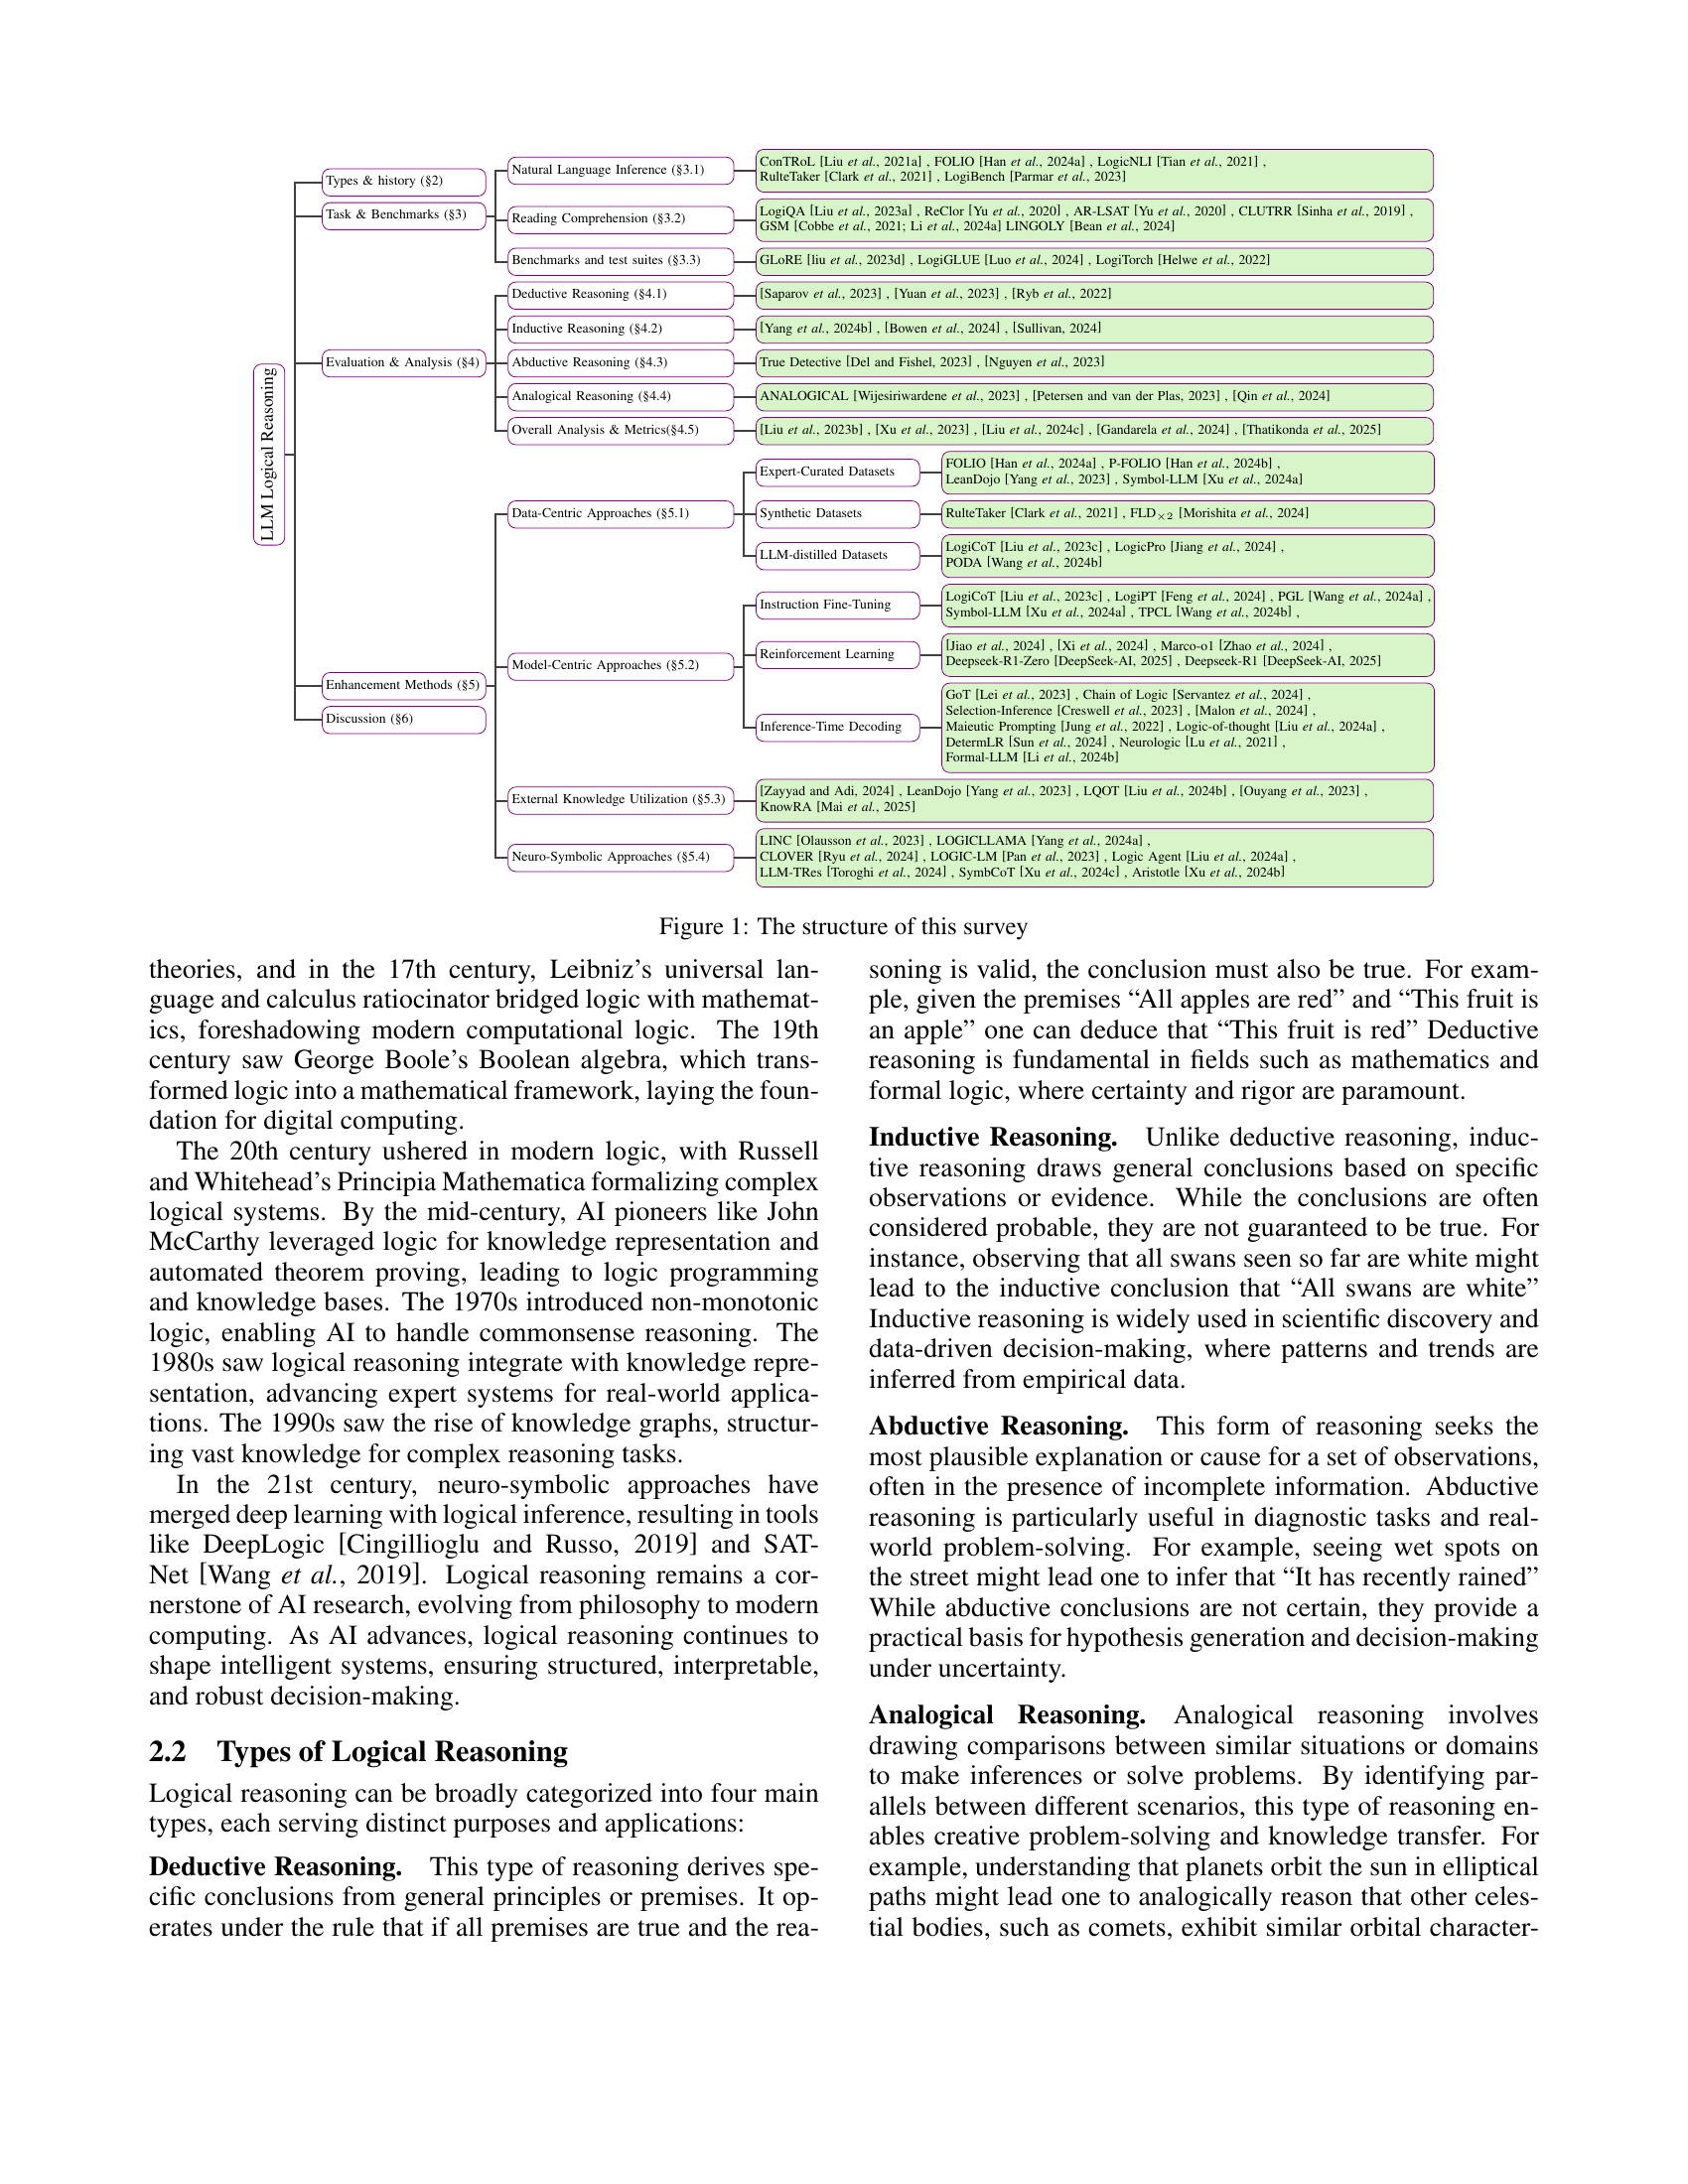 LLM Logical Reasoning
Types & history (§2)
Task & Benchmarks (§3)
Natural Language Inference (§3.1)
ConTRoL [Liu et al., 2021a] , FOLIO [Han et al., 2024a] , LogicNLI [Tian et al., 2021] ,
RulteTaker [Clark et al., 2021] , LogiBench [Parmar et al., 2023]
Reading Comprehension (§3.2)
LogiQA [Liu et al., 2023a] , ReClor [Yu et al., 2020] , AR-LSAT [Yu et al., 2020] , CLUTRR [Sinha et al., 2019] ,
GSM [Cobbe et al., 2021; Li et al., 2024a] LINGOLY [Bean et al., 2024]
Benchmarks and test suites (§3.3)
GLoRE [liu et al., 2023d] , LogiGLUE [Luo et al., 2024] , LogiTorch [Helwe et al., 2022]
Evaluation & Analysis (§4)
Deductive Reasoning (§4.1)
[Saparov et al., 2023] , [Yuan et al., 2023] , [Ryb et al., 2022]
Inductive Reasoning (§4.2)
[Yang et al., 2024b] , [Bowen et al., 2024] , [Sullivan, 2024]
Abductive Reasoning (§4.3)
True Detective [Del and Fishel, 2023] , [Nguyen et al., 2023]
Analogical Reasoning (§4.4)
ANALOGICAL [Wijesiriwardene et al., 2023] , [Petersen and van der Plas, 2023] , [Qin et al., 2024]
Overall Analysis & Metrics(§4.5)
[Liu et al., 2023b] , [Xu et al., 2023] , [Liu et al., 2024c] , [Gandarela et al., 2024] , [Thatikonda et al., 2025]
Enhancement Methods (§5)
Data-Centric Approaches (§5.1)
Expert-Curated Datasets
FOLIO [Han et al., 2024a] , P-FOLIO [Han et al., 2024b] ,
LeanDojo [Yang et al., 2023] , Symbol-LLM [Xu et al., 2024a]
Synthetic Datasets
RulteTaker [Clark et al., 2021] , FLD×2 [Morishita et al., 2024]
LLM-distilled Datasets
LogiCoT [Liu et al., 2023c] , LogicPro [Jiang et al., 2024] ,
PODA [Wang et al., 2024b]
Model-Centric Approaches (§5.2)
Instruction Fine-Tuning
LogiCoT [Liu et al., 2023c] , LogiPT [Feng et al., 2024] , PGL [Wang et al., 2024a] ,
Symbol-LLM [Xu et al., 2024a] , TPCL [Wang et al., 2024b] ,
Reinforcement Learning
[Jiao et al., 2024] , [Xi et al., 2024] , Marco-o1 [Zhao et al., 2024] ,
Deepseek-R1-Zero [DeepSeek-AI, 2025] , Deepseek-R1 [DeepSeek-AI, 2025]
Inference-Time Decoding
GoT [Lei et al., 2023] , Chain of Logic [Servantez et al., 2024] ,
Selection-Inference [Creswell et al., 2023] , [Malon et al., 2024] ,
Maieutic Prompting [Jung et al., 2022] , Logic-of-thought [Liu et al., 2024a] ,
DetermLR [Sun et al., 2024] , Neurologic [Lu et al., 2021] ,
Formal-LLM [Li et al., 2024b]
External Knowledge Utilization (§5.3)
[Zayyad and Adi, 2024] , LeanDojo [Yang et al., 2023] , LQOT [Liu et al., 2024b] , [Ouyang et al., 2023] ,
KnowRA [Mai et al., 2025]
Neuro-Symbolic Approaches (§5.4)
LINC [Olausson et al., 2023] , LOGICLLAMA [Yang et al., 2024a] ,
CLOVER [Ryu et al., 2024] , LOGIC-LM [Pan et al., 2023] , Logic Agent [Liu et al., 2024a] ,
LLM-TRes [Toroghi et al., 2024] , SymbCoT [Xu et al., 2024c] , Aristotle [Xu et al., 2024b]
Discussion (§6)
Figure 1: The structure of this survey
theories, and in the 17th century, Leibniz's universal lan-
guage and calculus ratiocinator bridged logic with mathemat-
ics, foreshadowing modern computational logic. The 19th
century saw George Boole's Boolean algebra, which trans-
formed logic into a mathematical framework, laying the foun-
dation for digital computing.
The 20th century ushered in modern logic, with Russell
and Whitehead's Principia Mathematica formalizing complex
logical systems. By the mid-century, AI pioneers like John
McCarthy leveraged logic for knowledge representation and
automated theorem proving, leading to logic programming
and knowledge bases. The 1970s introduced non-monotonic
logic, enabling AI to handle commonsense reasoning. The
1980s saw logical reasoning integrate with knowledge repre-
sentation, advancing expert systems for real-world applica-
tions. The 1990s saw the rise of knowledge graphs, structur-
ing vast knowledge for complex reasoning tasks.
In the 21st century, neuro-symbolic approaches have
merged deep learning with logical inference, resulting in tools
like DeepLogic [Cingillioglu and Russo, 2019] and SAT-
Net [Wang et al., 2019]. Logical reasoning remains a cor-
nerstone of AI research, evolving from philosophy to modern
computing. As AI advances, logical reasoning continues to
shape intelligent systems, ensuring structured, interpretable,
and robust decision-making.
2.2 Types of Logical Reasoning
Logical reasoning can be broadly categorized into four main
types, each serving distinct purposes and applications:
Deductive Reasoning. This type of reasoning derives spe-
cific conclusions from general principles or premises. It op-
erates under the rule that if all premises are true and the rea-
soning is valid, the conclusion must also be true. For exam-
ple, given the premises “All apples are red” and “This fruit is
an apple” one can deduce that “This fruit is red” Deductive
reasoning is fundamental in fields such as mathematics and
formal logic, where certainty and rigor are paramount.
Inductive Reasoning. Unlike deductive reasoning, induc-
tive reasoning draws general conclusions based on specific
observations or evidence. While the conclusions are often
considered probable, they are not guaranteed to be true. For
instance, observing that all swans seen so far are white might
lead to the inductive conclusion that “All swans are white”
Inductive reasoning is widely used in scientific discovery and
data-driven decision-making, where patterns and trends are
inferred from empirical data.
Abductive Reasoning. This form of reasoning seeks the
most plausible explanation or cause for a set of observations,
often in the presence of incomplete information. Abductive
reasoning is particularly useful in diagnostic tasks and real-
world problem-solving. For example, seeing wet spots on
the street might lead one to infer that “It has recently rained”
While abductive conclusions are not certain, they provide a
practical basis for hypothesis generation and decision-making
under uncertainty.
Analogical Reasoning. Analogical reasoning involves
drawing comparisons between similar situations or domains
to make inferences or solve problems. By identifying par-
allels between different scenarios, this type of reasoning en-
ables creative problem-solving and knowledge transfer. For
example, understanding that planets orbit the sun in elliptical
paths might lead one to analogically reason that other celes-
tial bodies, such as comets, exhibit similar orbital character-